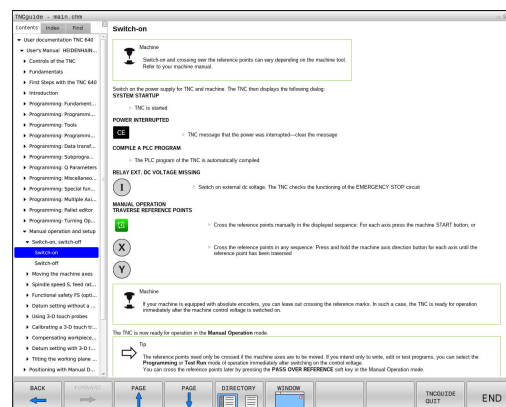 TNCguide - main.chm
Contents Index Find
User documentation TNC 640
User's Manual HEIDENHAIN...
Controls of the TNC
Fundamentals
First Steps with the TNC 640
Introduction
Programming: Fundament...
Programming: Programmi...
Programming: Tools
Programming: Programmi...
Programming: Data transf...
Programming: Subprogra...
Programming: Q Parameters
Programming: Miscellaneo...
Programming: Special fun...
Programming: Multiple Axi...
Programming: Pallet editor
Programming: Turning Op...
Manual operation and setup
Switch-on, switch-off
Switch-on
Switch-off
Moving the machine axes
Spindle speed S, feed rat...
Functional safety FS (opti...
Datum setting without a ...
Using 3-D touch probes
Calibrating a 3-D touch tr...
Compensating workpiece...
Datum setting with 3-D t...
Tilting the working plane ...
Positioning with Manual D...
Switch-on
Machine
Switch-on and crossing over the reference points can vary depending on the machine tool.
Refer to your machine manual.
Switch on the power supply for TNC and machine. The TNC then displays the following dialog:
SYSTEM STARTUP
TNC is started
POWER INTERRUPTED
CE
TNC message that the power was interrupted—clear the message
COMPILE A PLC PROGRAM
The PLC program of the TNC is automatically compiled
RELAY EXT. DC VOLTAGE MISSING
I
Switch on external dc voltage. The TNC checks the functioning of the EMERGENCY STOP circuit
MANUAL OPERATION
TRAVERSE REFERENCE POINTS
Cross the reference points manually in the displayed sequence: For each axis press the machine START button, or
X
Cross the reference points in any sequence: Press and hold the machine axis direction button for each axis until the
reference point has been traversed
Y
Machine
If your machine is equipped with absolute encoders, you can leave out crossing the reference marks. In such a case, the TNC is ready for operation
immediately after the machine control voltage is switched on.
The TNC is now ready for operation in the Manual Operation mode.
Tip
The reference points need only be crossed if the machine axes are to be moved. If you intend only to write, edit or test programs, you can select the
Programming or Test Run mode of operation immediately after switching on the control voltage.
You can cross the reference points later by pressing the PASS OVER REFERENCE soft key in the Manual Operation mode.
BACK
FORWARD
PAGE
PAGE
DIRECTORY
WINDOW
TNCGUIDE
QUIT
END